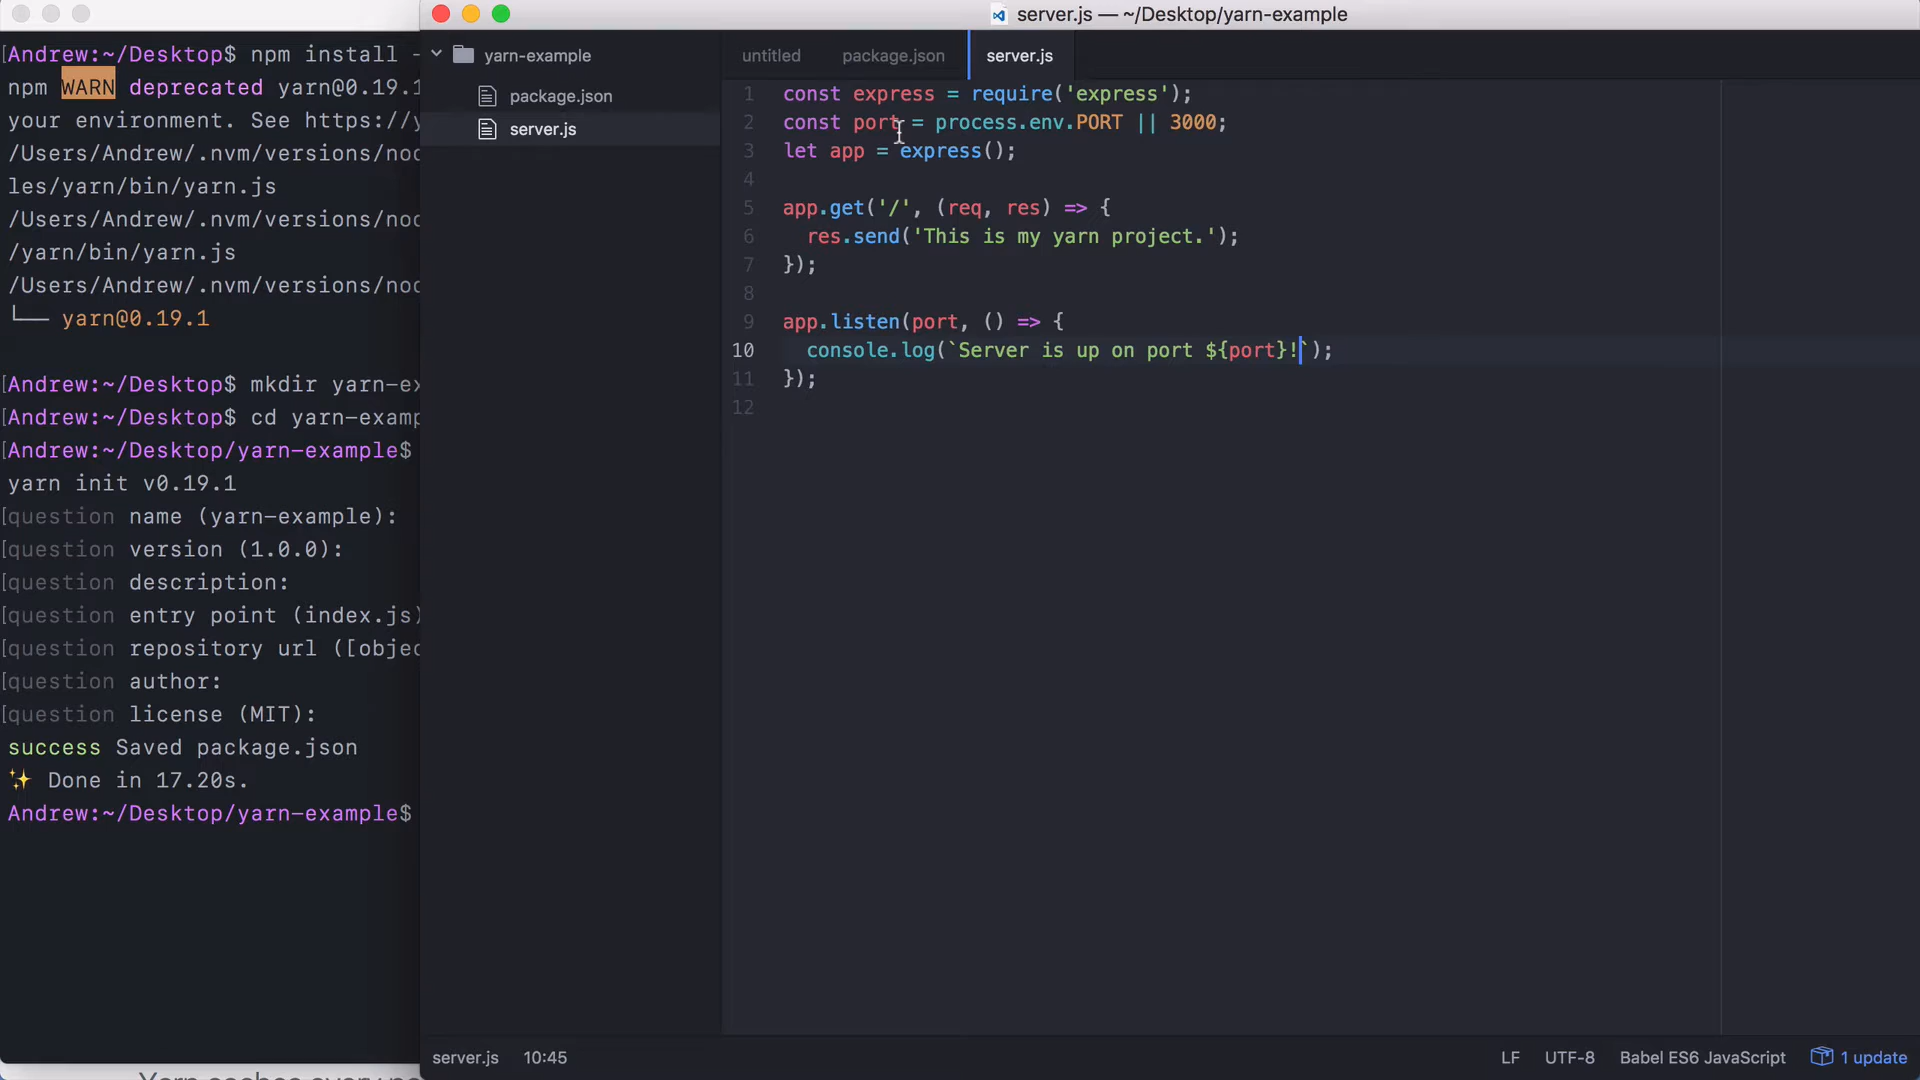 [Andrew:~/Desktop$ npm install -
npm WARN deprecated yarn@0.19.1
your environment. See https://y
/Users/Andrew/.nvm/versions/nod
les/yarn/bin/yarn.js
/Users/Andrew/.nvm/versions/nod
/yarn/bin/yarn.js
/Users/Andrew/.nvm/versions/nod
└── yarn@0.19.1
[Andrew:~/Desktop$ mkdir yarn-ex
[Andrew:~/Desktop$ cd yarn-examp
[Andrew:~/Desktop/yarn-example$
yarn init v0.19.1
[question name (yarn-example):
[question version (1.0.0):
[question description:
[question entry point (index.js)
[question repository url ([objec
[question author:
[question license (MIT):
success Saved package.json
✨ Done in 17.20s.
Andrew:~/Desktop/yarn-example$
server.js — ~/Desktop/yarn-example
yarn-example
package.json
server.js
untitled package.json server.js
1 const express = require('express');
2 const port = process.env.PORT || 3000;
3 let app = express();
4
5 app.get('/', (req, res) => {
6 res.send('This is my yarn project.');
7 });
8
9 app.listen(port, () => {
10 console.log(`Server is up on port ${port}!`);
11 });
12
server.js 10:45
LF UTF-8 Babel ES6 JavaScript 1 update